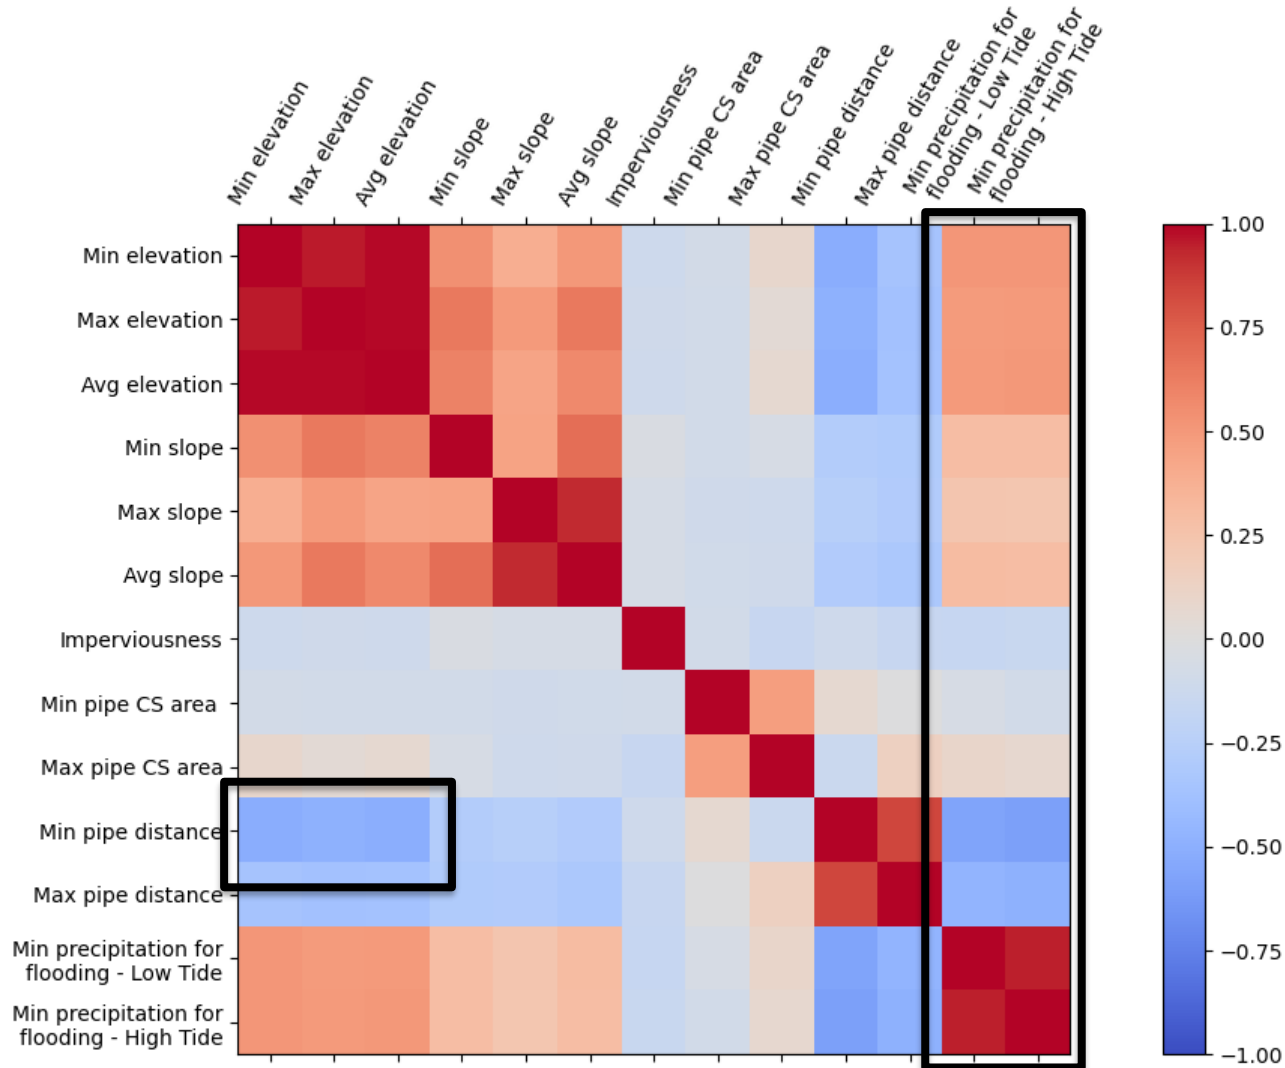 Min elevation
Max elevation
Avg elevation
Min slope
Max slope
Avg slope
Imperviousness
Min pipe CS area
Max pipe CS area
Min pipe distance
Max pipe distance
Min precipitation for
flooding - Low Tide
Min precipitation for
flooding - High Tide
Min elevation
Max elevation
Avg elevation
Min slope
Max slope
Avg slope
Imperviousness
Min pipe CS area
Max pipe CS area
Min pipe distance
Max pipe distance
Min precipitation for
flooding - Low Tide
Min precipitation for
flooding - High Tide
1.00
0.75
0.50
0.25
0.00
−0.25
−0.50
−0.75
−1.00